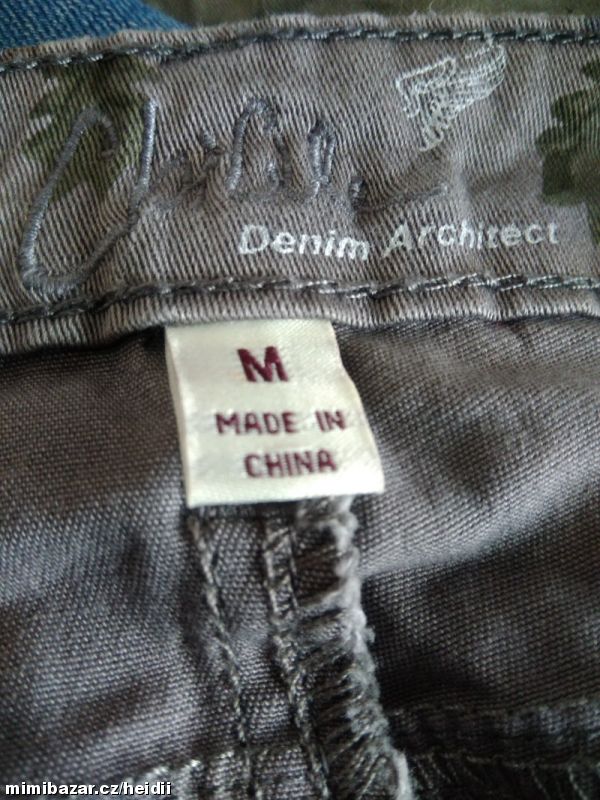 Denim Architect
M
MADE IN
CHINA
mimibazar.cz/heidii